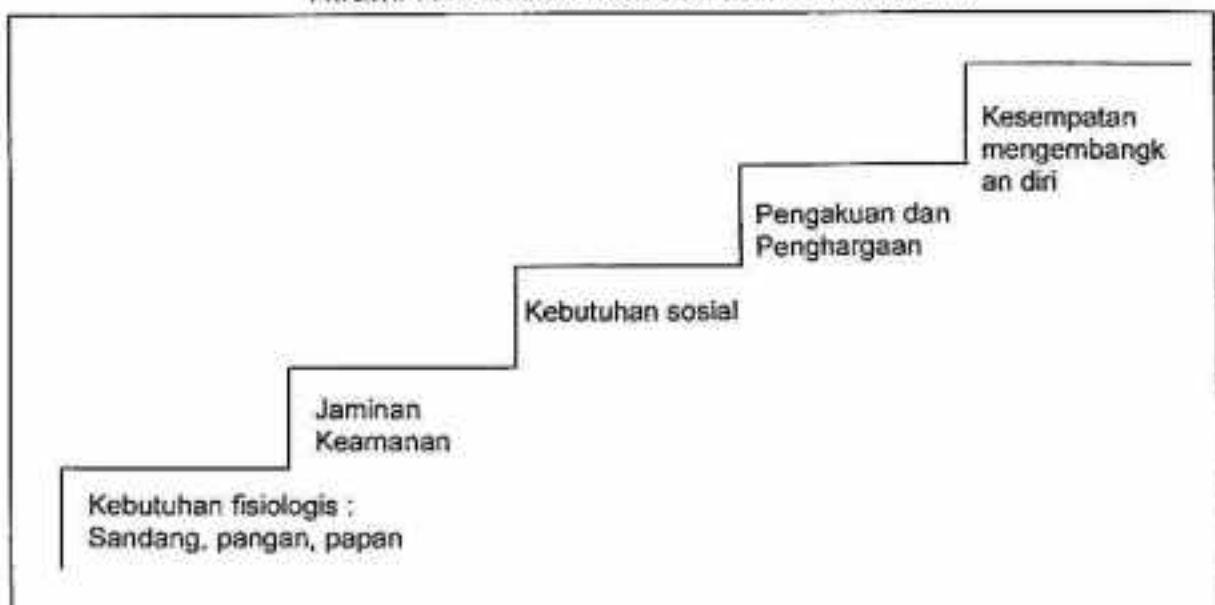 Kesempatan
mengembangk
an diri
Pengakuan dan
Penghargaan
Kebutuhan sosial
Jaminan
Keamanan
Kebutuhan fisiologis :
Sandang, pangan, papan